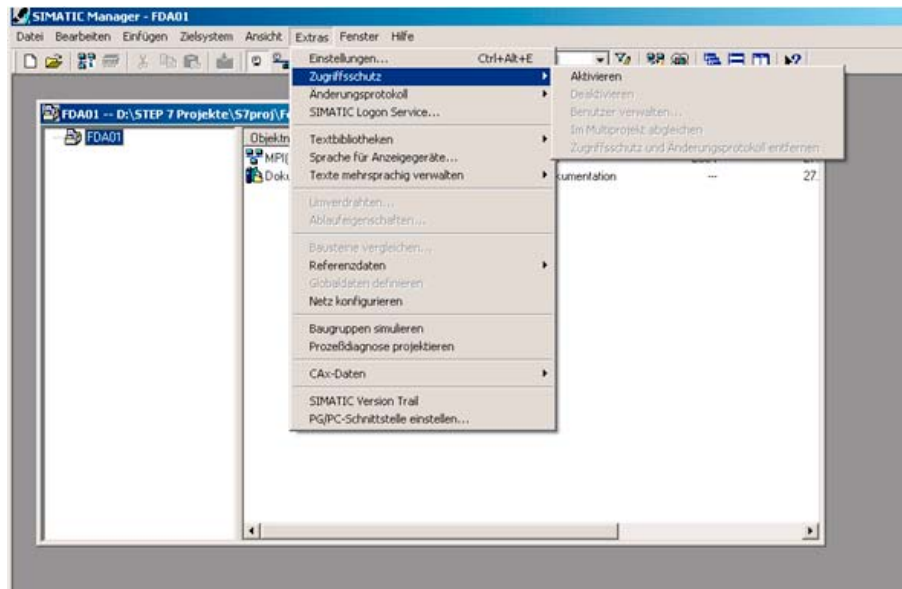 SIMATIC Manager - FDA01
Datei Bearbeiten Einfügen Zielsystem Ansicht Extras Fenster Hilfe
Einstellungen... Ctrl+Alt+E
Zugriffsschutz
Änderungsprotokoll
SIMATIC Logon Service...
Textbibliotheken
Sprache für Anzeigegeräte...
Texte mehrsprachig verwalten
Umverdrahten...
Ablaufeigenschaften...
Bausteine vergleichen...
Referenzdaten
Globaldaten definieren
Netz konfigurieren
Baugruppen simulieren
Prozeßdiagnose projektieren
CAx-Daten
SIMATIC Version Trail
PG/PC-Schnittstelle einstellen...
Aktivieren
Deaktivieren
Benutzer verwalten...
Im Multiprojekt abgleichen
Zugriffsschutz und Änderungsprotokoll entfernen
FDA01 -- D:\STEP 7 Projekte\S7proj\F
FDA01
Objektn
MPI(
Doku
kumentation --- 27.